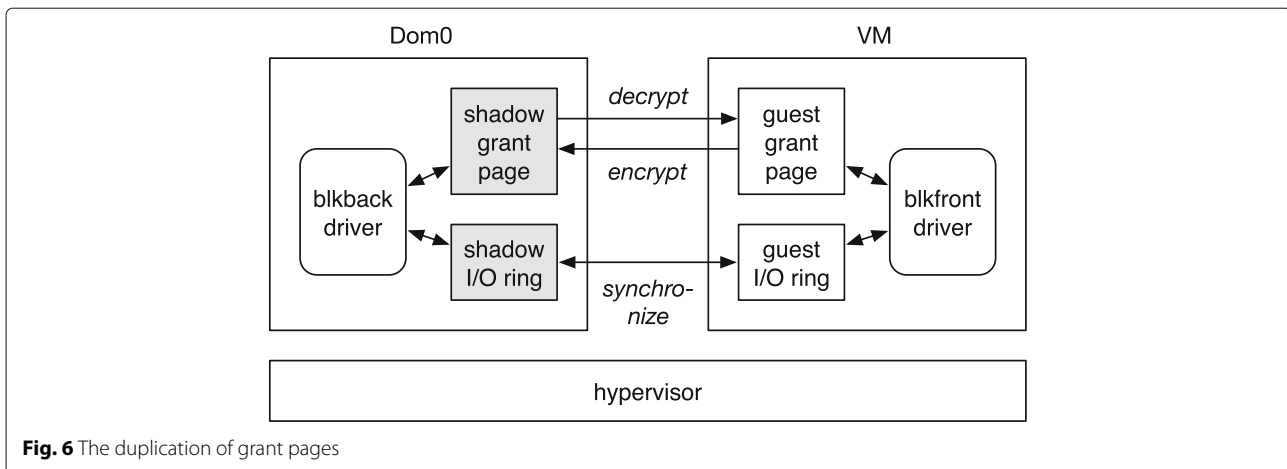 Dom0
VM
shadow
grant
page
decrypt
encrypt
guest
grant
page
blkback
driver
blkfront
driver
shadow
I/O ring
synchro-
nize
guest
I/O ring
hypervisor
Fig. 6 The duplication of grant pages